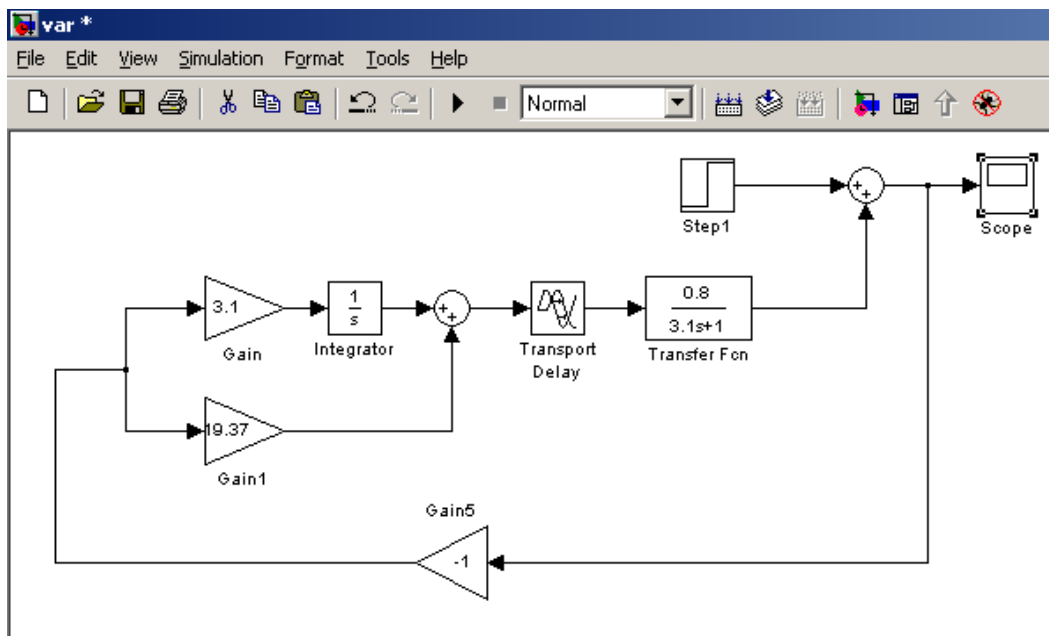 var *
File Edit View Simulation Format Tools Help
Normal
Step1
Scope
3.1
Gain
1
s
Integrator
Transport
Delay
0.8
3.1s+1
Transfer Fcn
19.37
Gain1
Gain5
-1